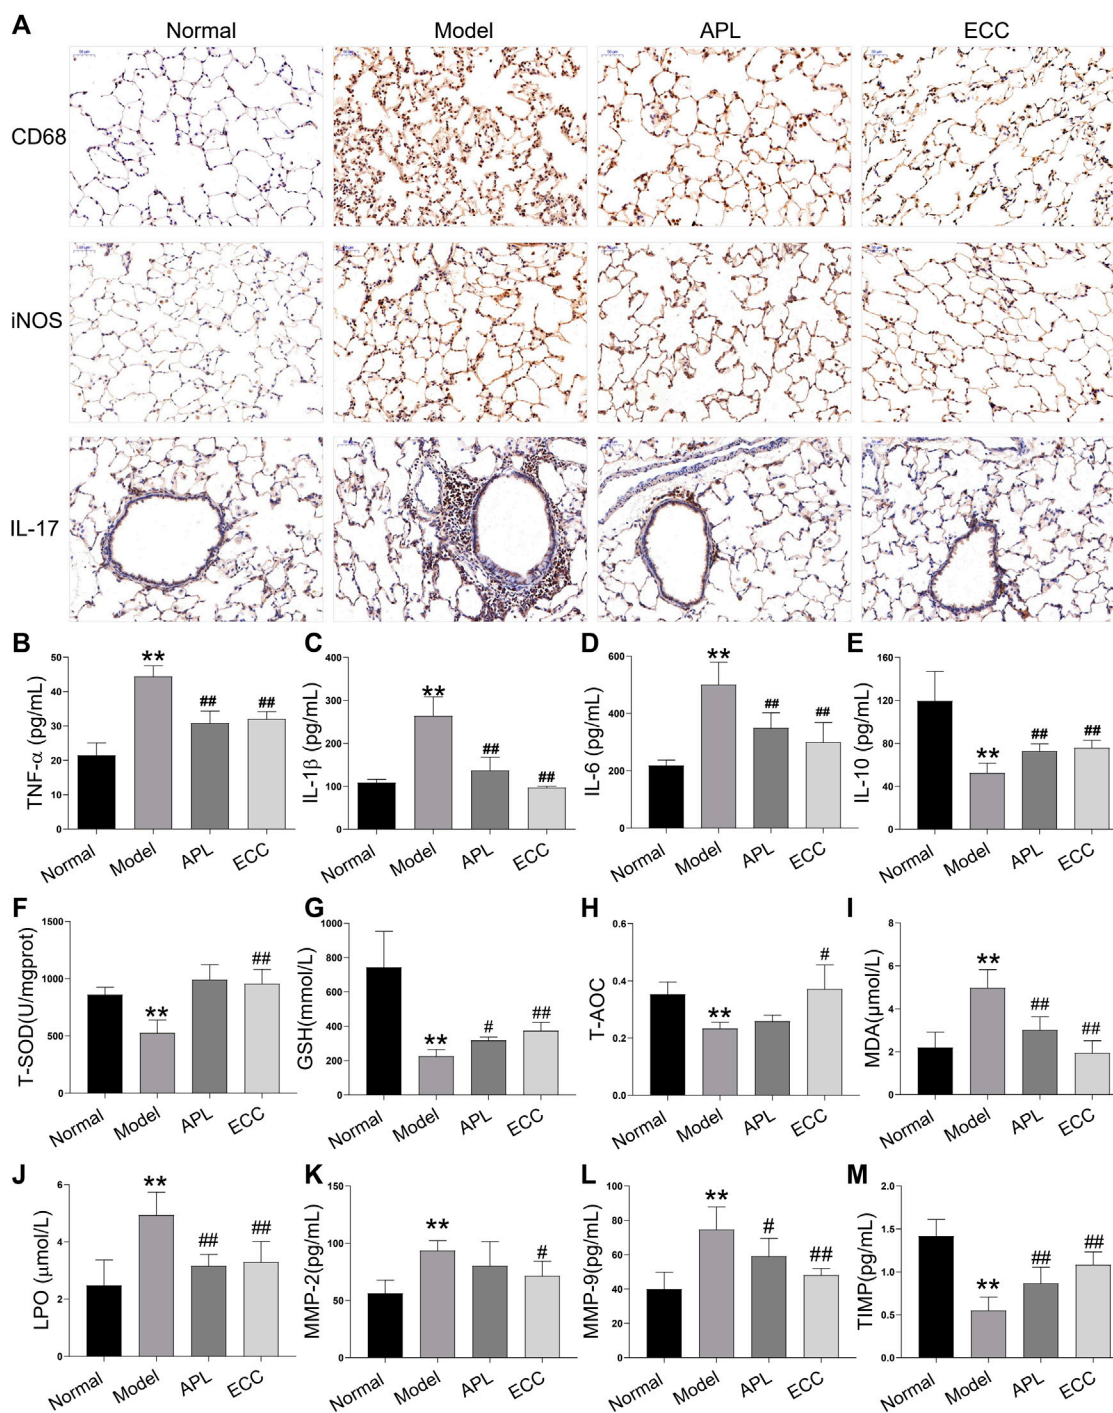 A
Normal Model APL ECC
CD68
iNOS
IL-17
B
TNF-α (pg/mL)
50
40
30
20
10
0
**
##
##
Normal Model APL ECC
C
IL-1β (pg/mL)
400
300
200
100
0
**
##
##
Normal Model APL ECC
D
IL-6 (pg/mL)
600
400
200
0
**
##
##
Normal Model APL ECC
E
IL-10 (pg/mL)
160
120
80
40
0
**
##
##
Normal Model APL ECC
F
T-SOD(U/mgprot)
1500
1000
500
0
**
##
Normal Model APL ECC
G
GSH(mmol/L)
1000
800
600
400
200
0
**
#
##
Normal Model APL ECC
H
T-AOC
0.6
0.4
0.2
0.0
**
#
Normal Model APL ECC
I
MDA(μmol/L)
8
6
4
2
0
**
##
##
Normal Model APL ECC
J
LPO (μmol/L)
6
4
2
0
**
##
##
Normal Model APL ECC
K
MMP-2(pg/mL)
150
100
50
0
**
#
Normal Model APL ECC
L
MMP-9(pg/mL)
100
80
60
40
20
0
**
#
##
Normal Model APL ECC
M
TIMP(pg/mL)
2.0
1.5
1.0
0.5
0.0
**
##
##
Normal Model APL ECC